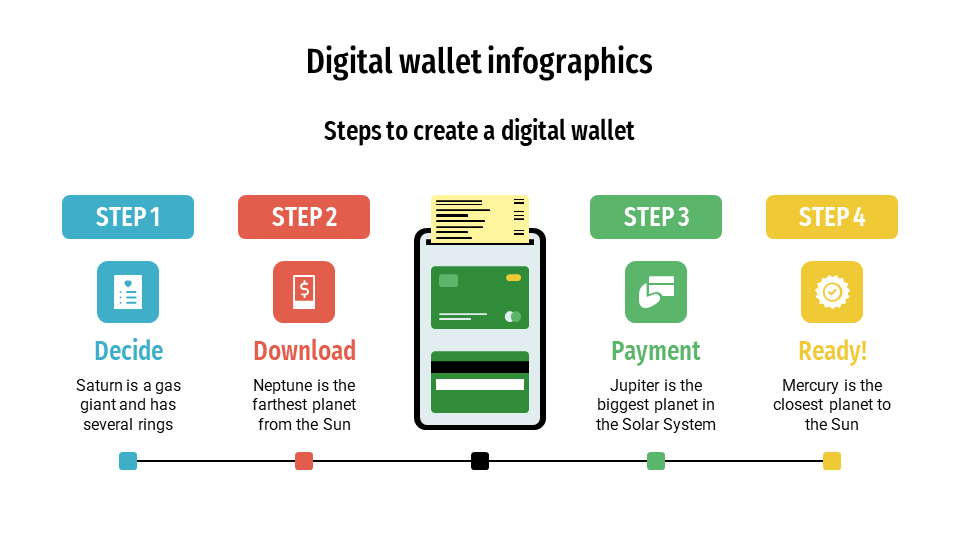 Digital wallet infographics
Steps to create a digital wallet
STEP 1
Decide
Saturn is a gas
giant and has
several rings
STEP 2
Download
Neptune is the
farthest planet
from the Sun
STEP 3
Payment
Jupiter is the
biggest planet in
the Solar System
STEP 4
Ready!
Mercury is the
closest planet to
the Sun